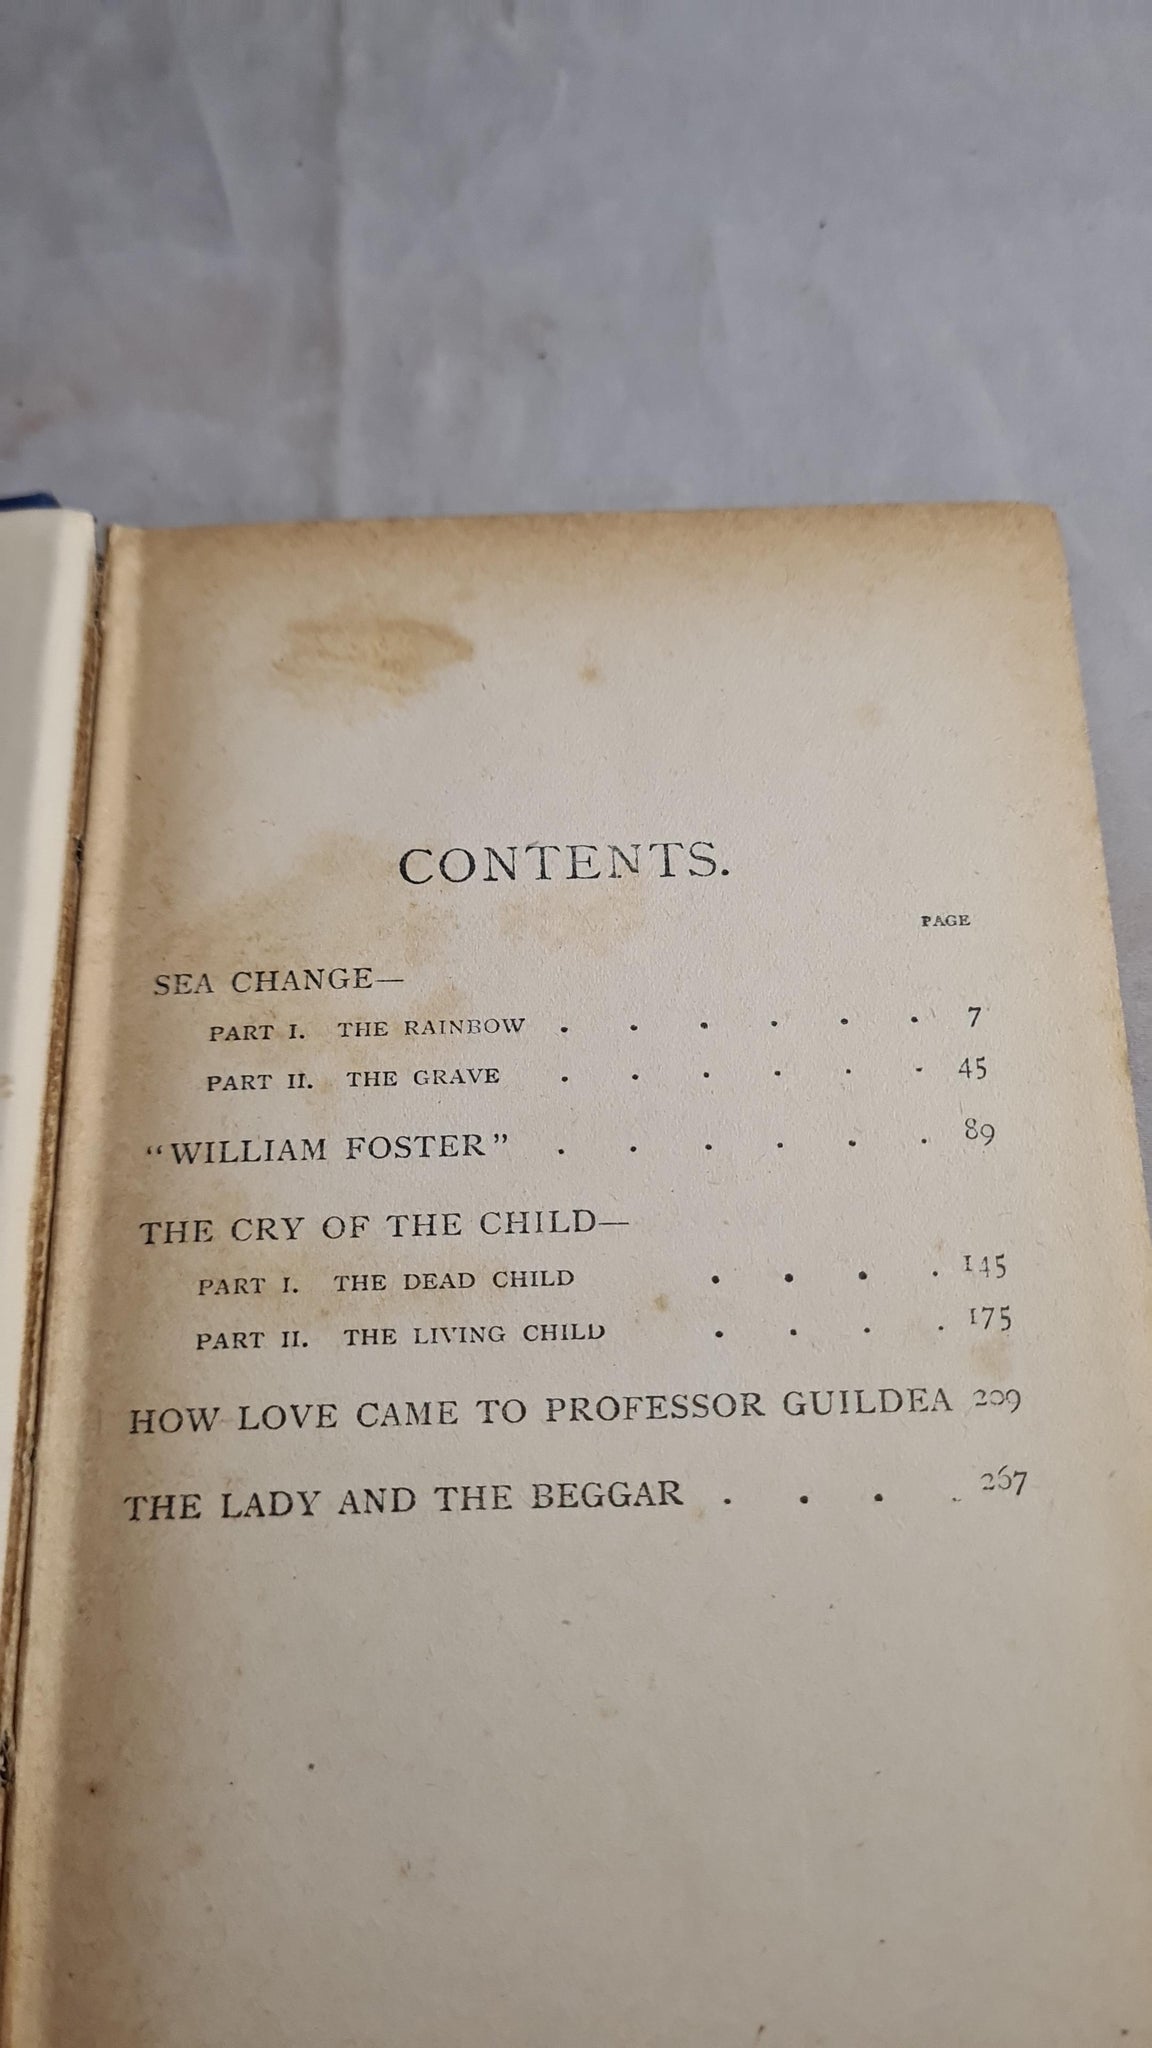 CONTENTS.
PAGE
SEA CHANGE—
PART I. THE RAINBOW . . . . . . 7
PART II. THE GRAVE . . . . . . 45
“WILLIAM FOSTER” . . . . . . 89
THE CRY OF THE CHILD—
PART I. THE DEAD CHILD . . . . 145
PART II. THE LIVING CHILD . . . . 175
HOW LOVE CAME TO PROFESSOR GUILDEA 209
THE LADY AND THE BEGGAR . . . . 267